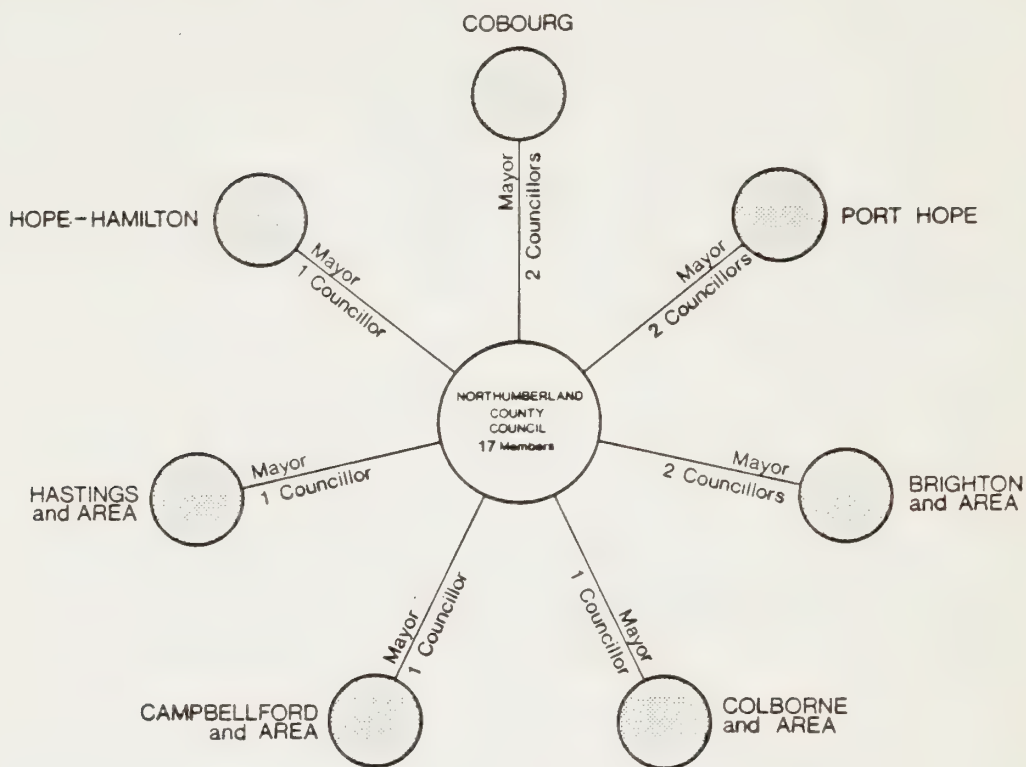 COBOURG
Mayor
2 Councillors
HOPE-HAMILTON
Mayor
1 Councillor
PORT HOPE
Mayor
2 Councillors
NORTHUMBERLAND
COUNTY
COUNCIL
17 Members
HASTINGS
and AREA
Mayor
1 Councillor
BRIGHTON
and AREA
Mayor
2 Councillors
CAMPBELLFORD
and AREA
Mayor
1 Councillor
COLBORNE
and AREA
Mayor
1 Councillor